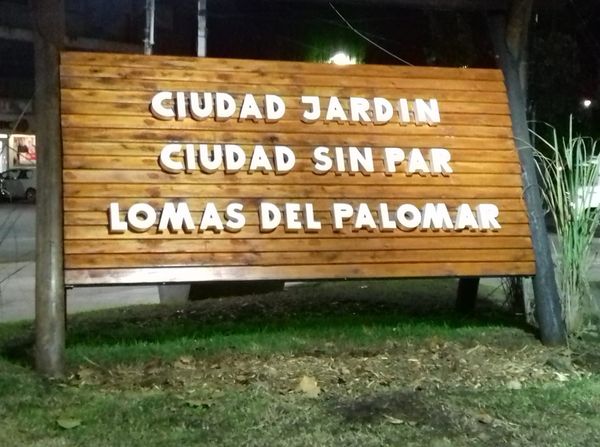 CIUDAD JARDIN
CIUDAD SIN PAR
LOMAS DEL PALOMAR